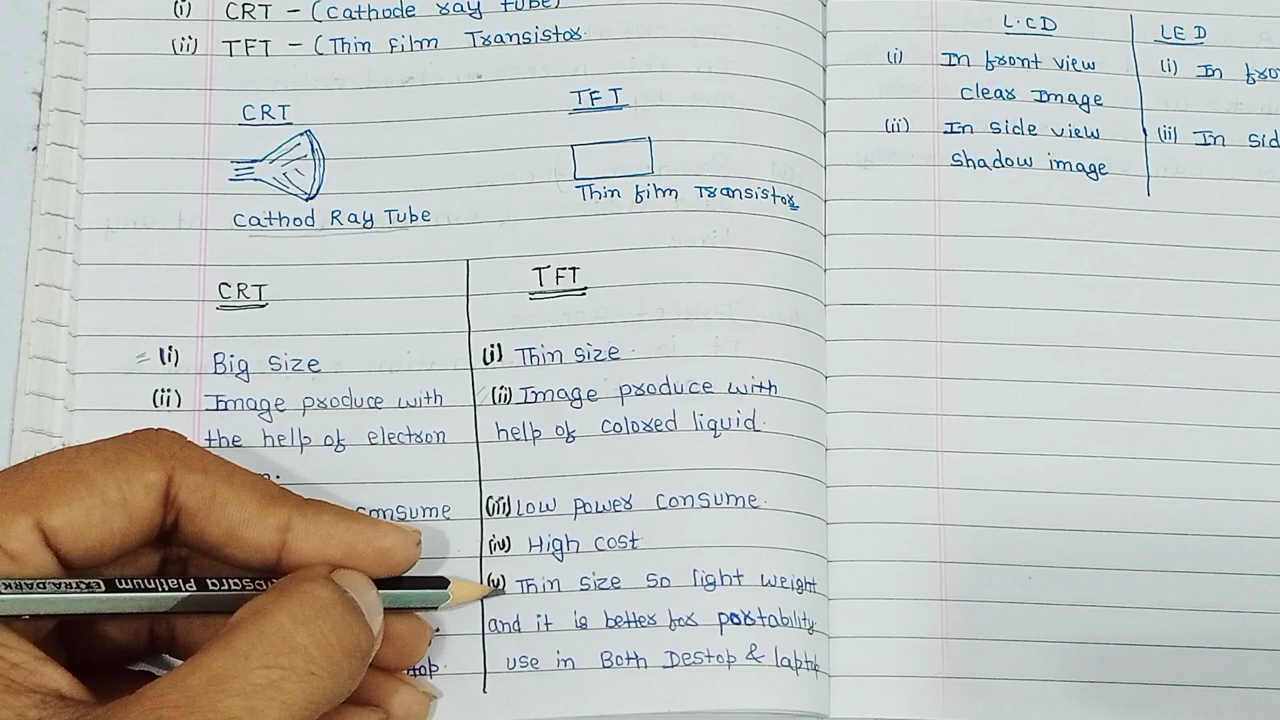 (i) CRT - (Cathode ray tube)
(ii) TFT - (Thin film Transistor
CRT
TFT
Cathod Ray Tube
Thin film Transistor
CRT
TFT
(i) Big size
(i) Thin size.
(ii) Image produce with
the help of electron
(ii) Image produce with
help of colored liquid.
consume
(iii) Low power consume.
(iv) High cost
(v) Thin size so light weight
and it is better for portability
use in Both Destop & laptop
L.CD
LED
(i) In front view
clear Image
(i) In fro
(ii) In side view
shadow image
(ii) In sid
Apsara Platinum EXTRA DARK